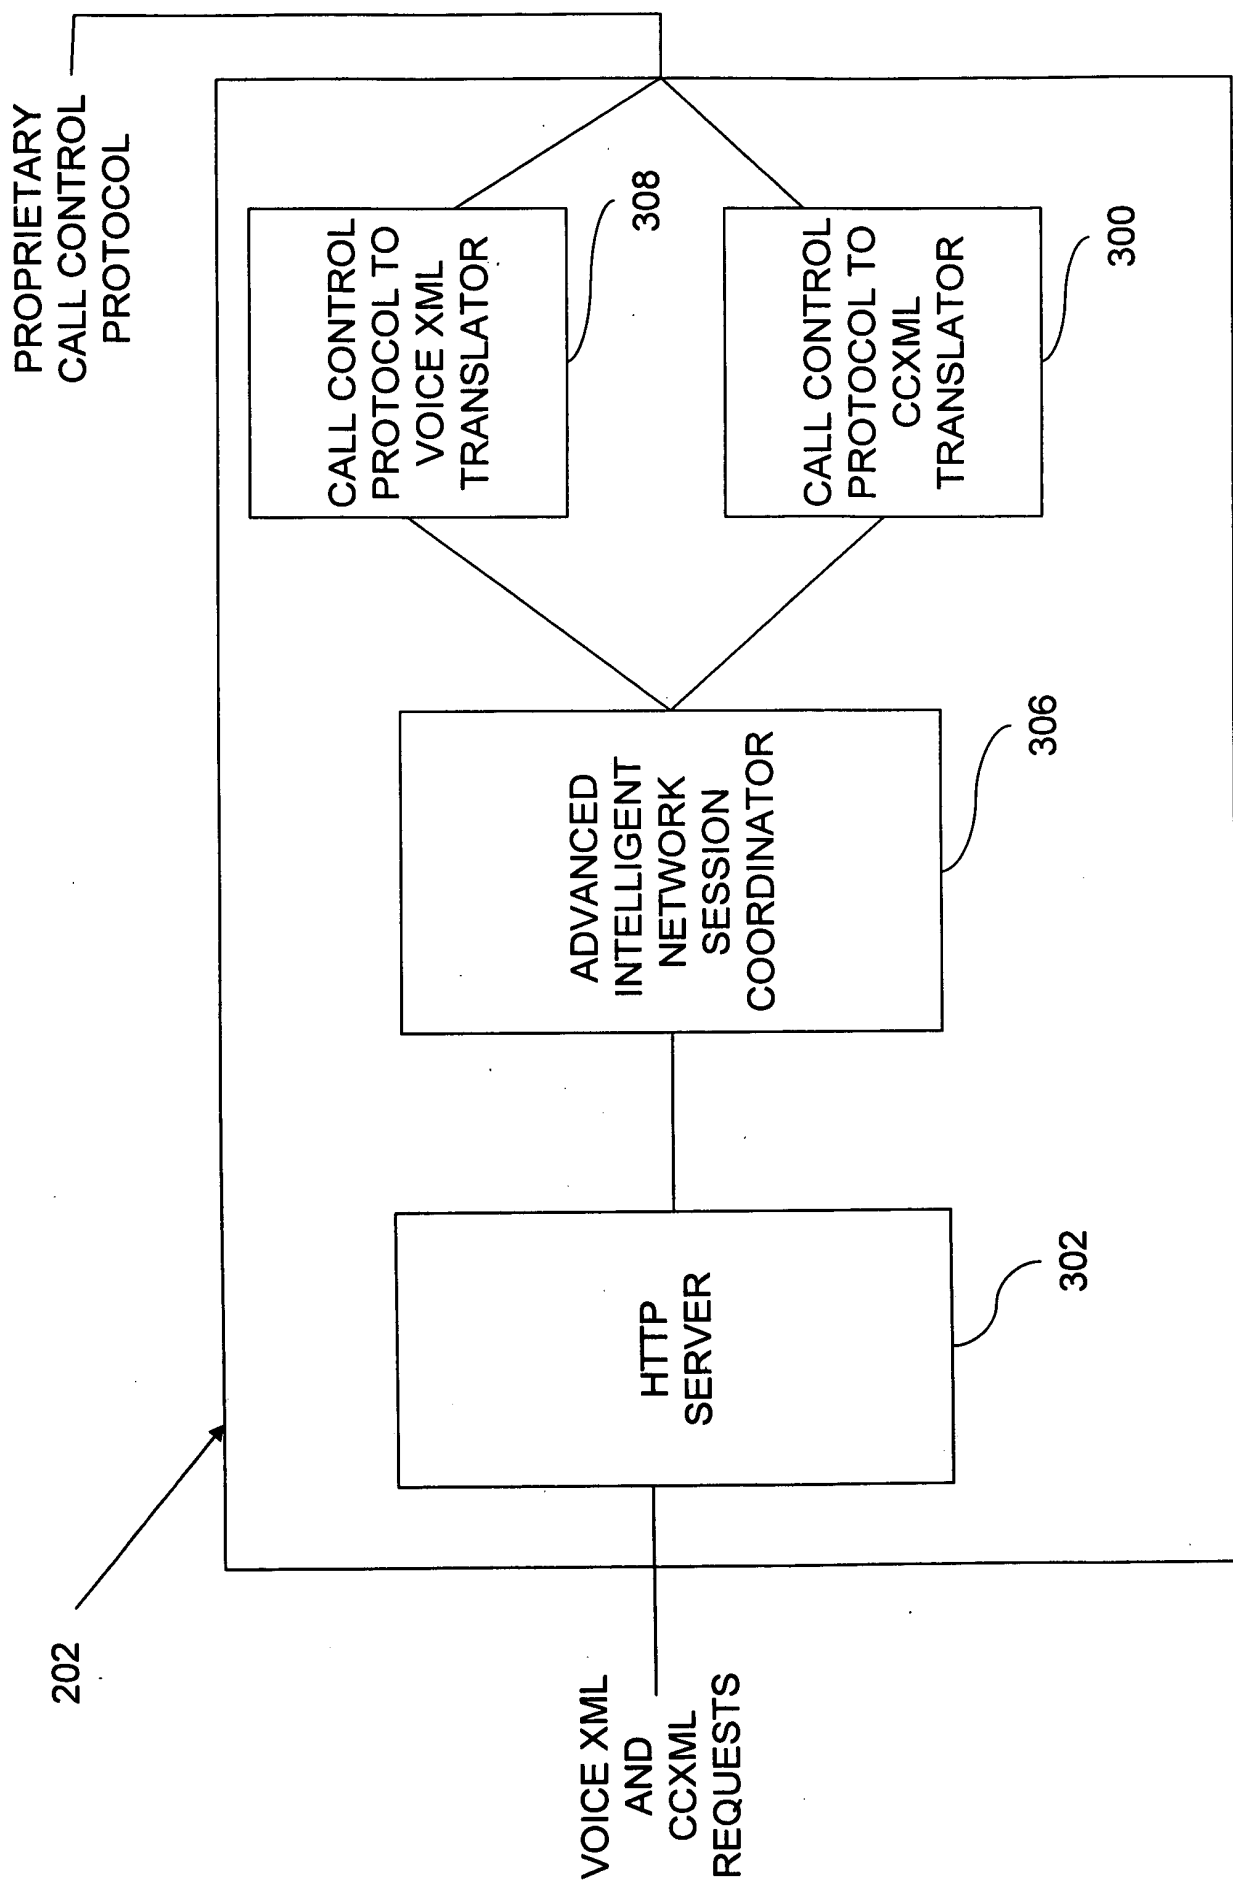 202
VOICE XML
AND
CCXML
REQUESTS
HTTP
SERVER
302
ADVANCED
INTELLIGENT
NETWORK
SESSION
COORDINATOR
306
CALL CONTROL
PROTOCOL TO
VOICE XML
TRANSLATOR
308
CALL CONTROL
PROTOCOL TO
CCXML
TRANSLATOR
300
PROPRIETARY
CALL CONTROL
PROTOCOL